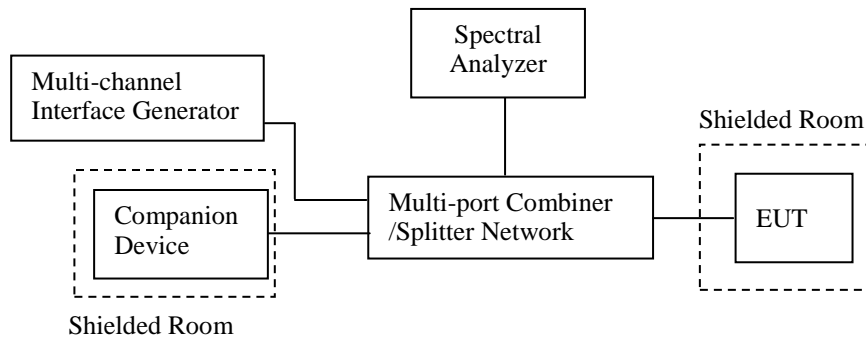 Spectral
Analyzer
Multi-channel
Interface Generator
Shielded Room
Multi-port Combiner
/Splitter Network
Companion
Device
EUT
Shielded Room